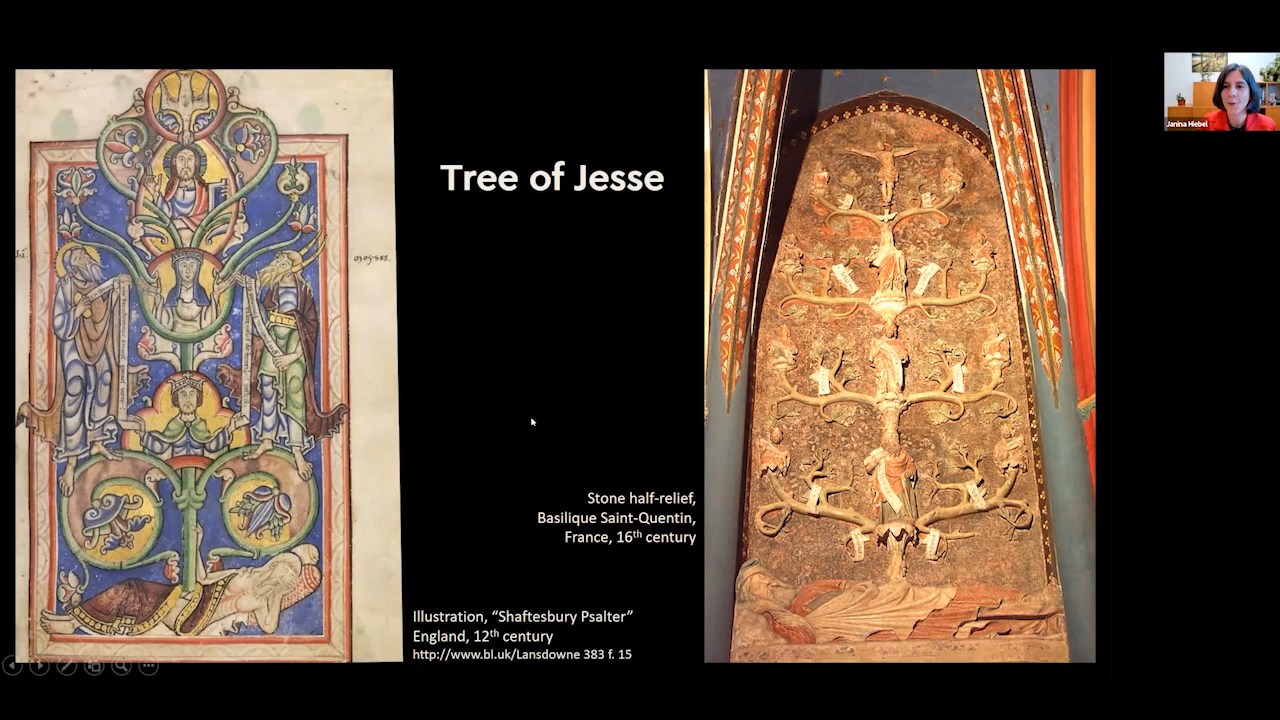 Tree of Jesse
Janina Hiebel
moyses.
Stone half-relief,
Basilique Saint-Quentin,
France, 16th century
Illustration, “Shaftesbury Psalter”
England, 12th century
http://www.bl.uk/Lansdowne 383 f. 15